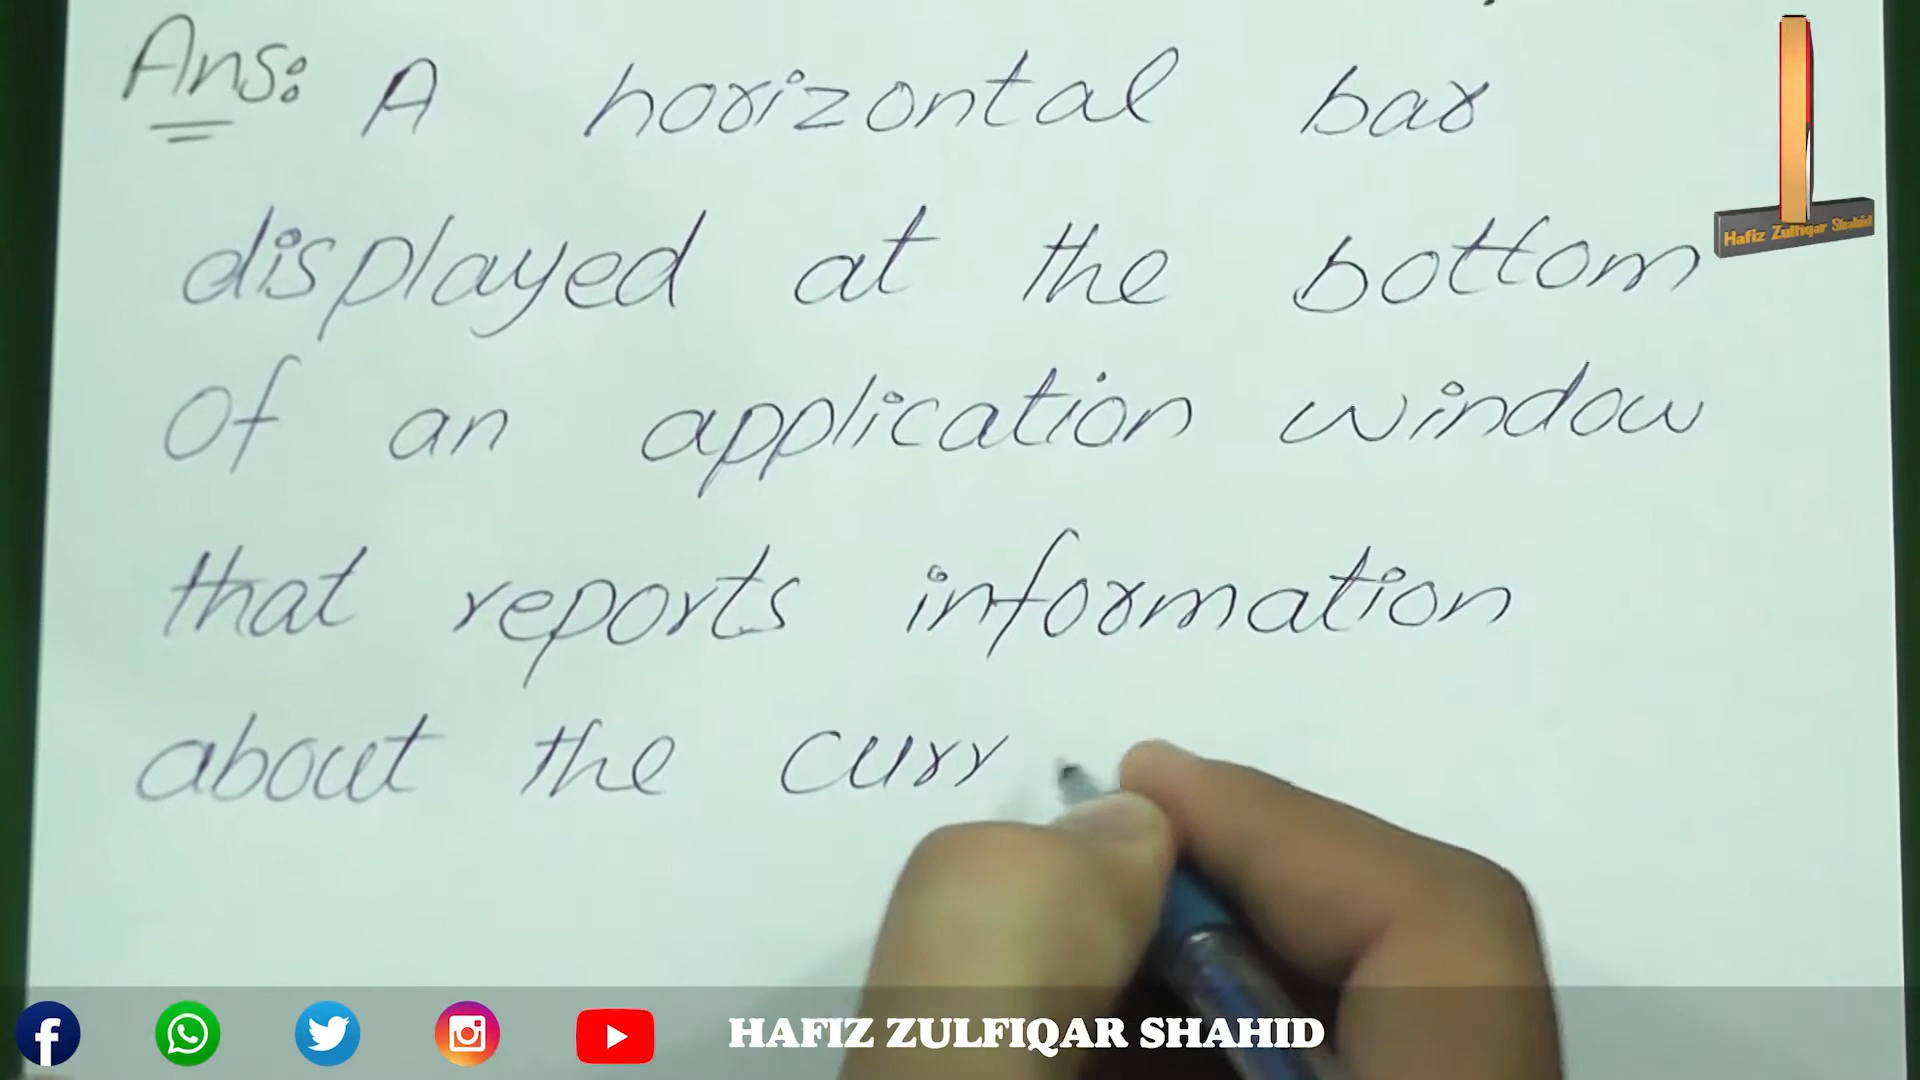 Ans: A horizontal bar
displayed at the bottom
of an application window
that reports information
about the curr
Hafiz Zulfiqar Shahid
HAFIZ ZULFIQAR SHAHID